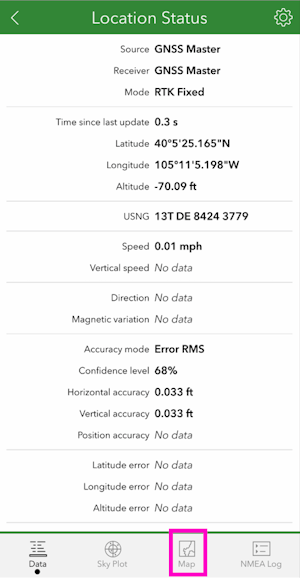 Location Status
Source GNSS Master
Receiver GNSS Master
Mode RTK Fixed
Time since last update 0.3 s
Latitude 40°5'25.165"N
Longitude 105°11'5.198"W
Altitude -70.09 ft
USNG 13T DE 8424 3779
Speed 0.01 mph
Vertical speed No data
Direction No data
Magnetic variation No data
Accuracy mode Error RMS
Confidence level 68%
Horizontal accuracy 0.033 ft
Vertical accuracy 0.033 ft
Position accuracy No data
Latitude error No data
Longitude error No data
Altitude error No data
Data Sky Plot Map NMEA Log